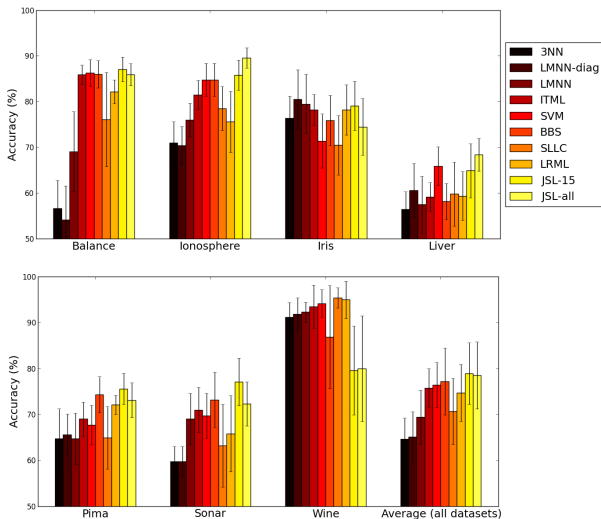 100
90
80
70
60
50
Accuracy (%)
Balance Ionosphere Iris Liver
3NN
LMNN-diag
LMNN
ITML
SVM
BBS
SLLC
LRML
JSL-15
JSL-all
100
90
80
70
60
50
Accuracy (%)
Pima Sonar Wine Average (all datasets)